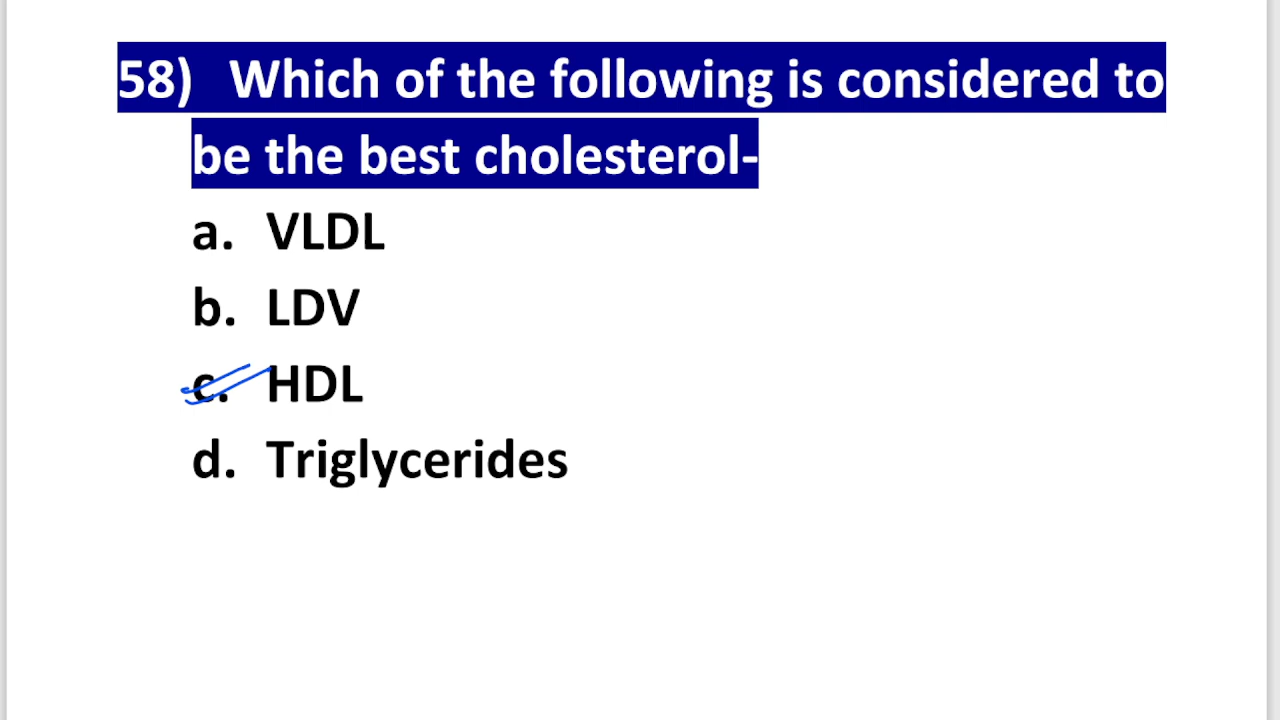 58) Which of the following is considered to
be the best cholesterol-
a. VLDL
b. LDV
c. HDL
d. Triglycerides